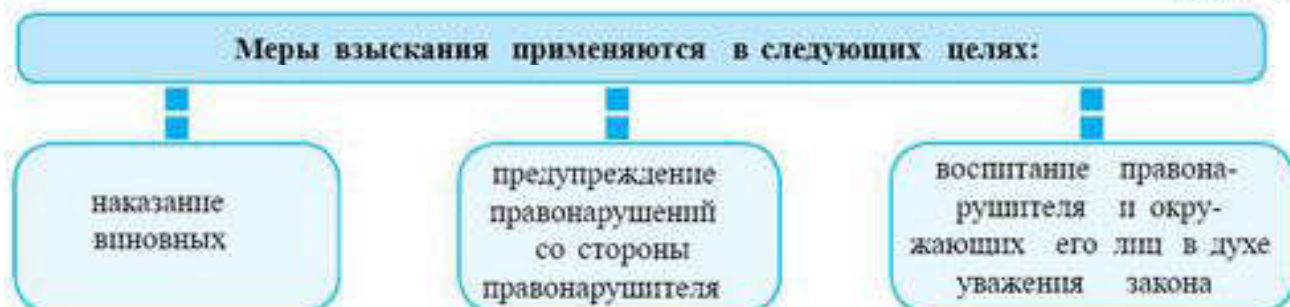 Меры взыскания применяются в следующих целях:
наказание
виновных
предупреждение
правонарушений
со стороны
правонарушителя
воспитание правона-
рушителя и окру-
жающих его лиц в духе
уважения закона